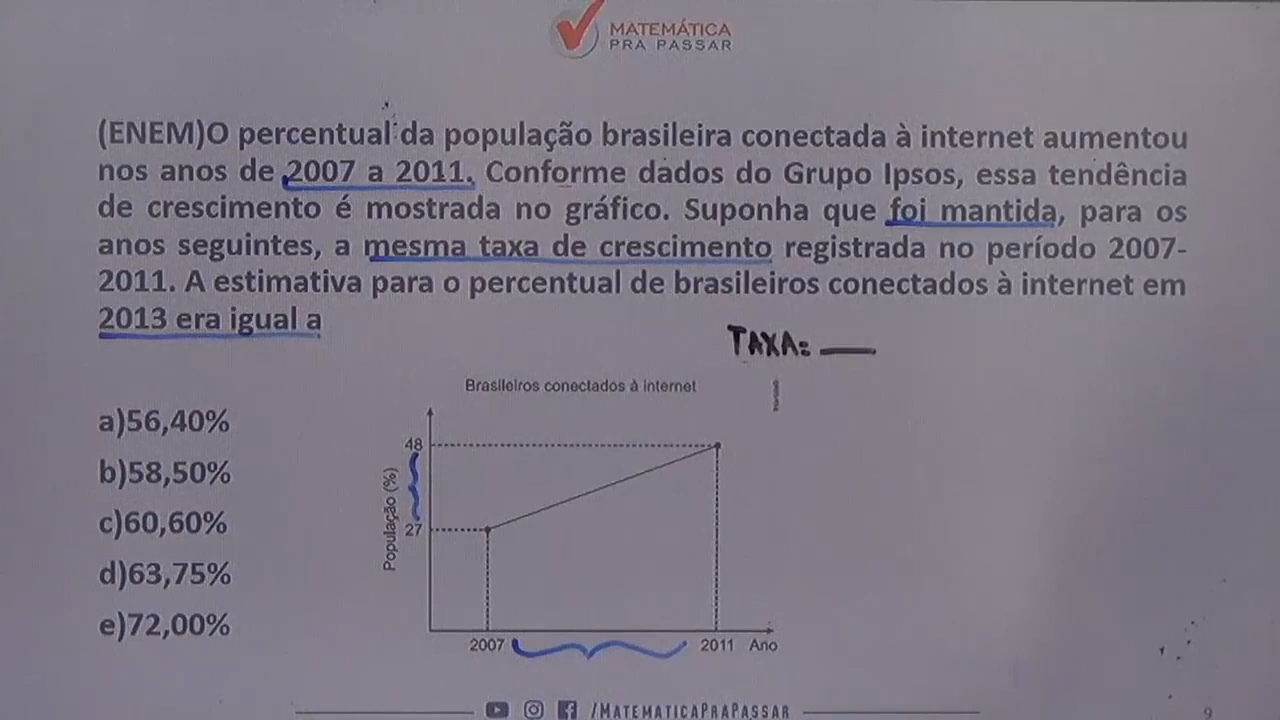 MATEMÁTICA
PRA PASSAR
(ENEM)O percentual da população brasileira conectada à internet aumentou
nos anos de 2007 a 2011. Conforme dados do Grupo Ipsos, essa tendência
de crescimento é mostrada no gráfico. Suponha que foi mantida, para os
anos seguintes, a mesma taxa de crescimento registrada no período 2007-
2011. A estimativa para o percentual de brasileiros conectados à internet em
2013 era igual a
TAXA:
a)56,40%
b)58,50%
c)60,60%
d)63,75%
e)72,00%
Brasileiros conectados à internet
População (%)
48
27
2007
2011
Ano
/MATEMATICAPRAPASSAR
9